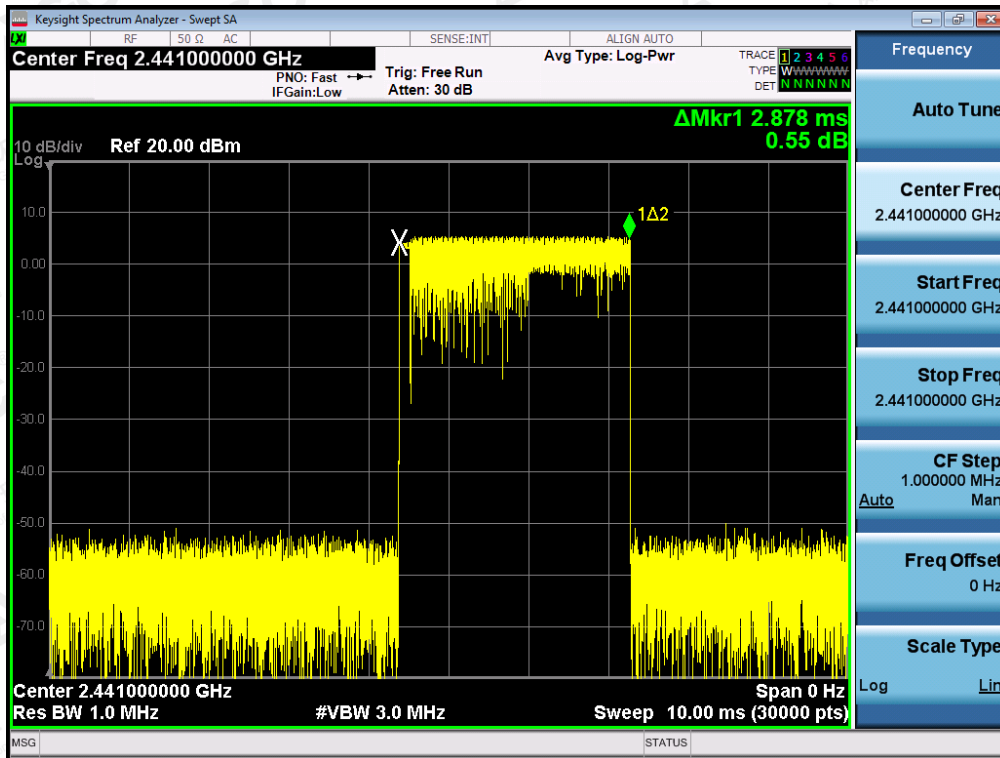 Keysight Spectrum Analyzer - Swept SA
LXI RF 50 Ω AC SENSE:INT ALIGN AUTO
Center Freq 2.441000000 GHz
PNO: Fast
IFGain:Low
Trig: Free Run
Atten: 30 dB
Avg Type: Log-Pwr
TRACE 1 2 3 4 5 6
TYPE WWWWWWW
DET N N N N N N
ΔMkr1 2.878 ms
0.55 dB
10 dB/div Ref 20.00 dBm
Log
10.0
0.00
-10.0
-20.0
-30.0
-40.0
-50.0
-60.0
-70.0
X
1Δ2
Center 2.441000000 GHz
Span 0 Hz
Res BW 1.0 MHz
#VBW 3.0 MHz
Sweep 10.00 ms (30000 pts)
MSG
STATUS
Frequency
Auto Tune
Center Freq
2.441000000 GHz
Start Freq
2.441000000 GHz
Stop Freq
2.441000000 GHz
CF Step
1.000000 MHz
Auto Man
Freq Offset
0 Hz
Scale Type
Log Lin